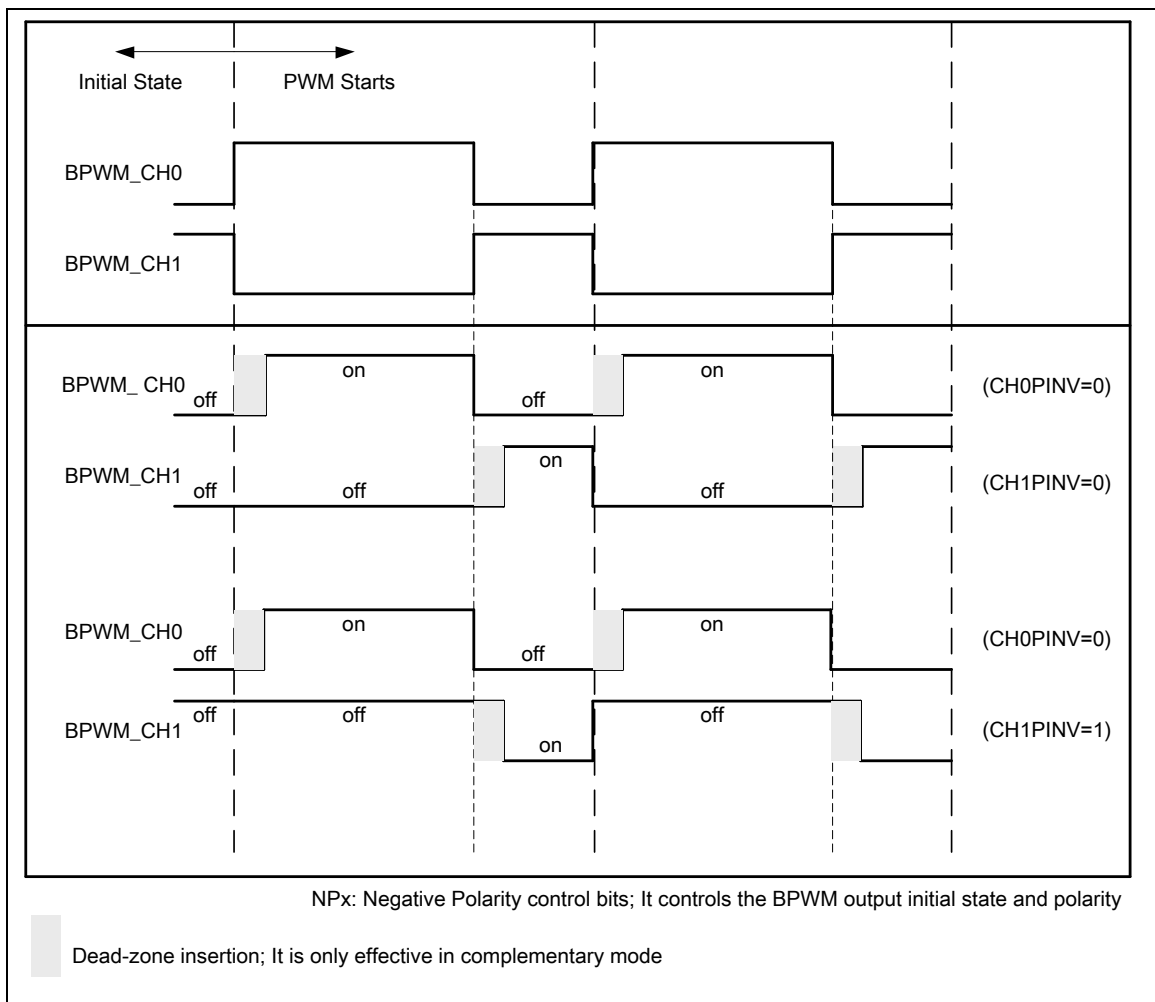 Initial State
PWM Starts
BPWM_CH0
BPWM_CH1
BPWM_ CH0
off
on
off
on
(CH0PINV=0)
BPWM_CH1
off
off
on
off
(CH1PINV=0)
BPWM_CH0
off
on
off
on
(CH0PINV=0)
BPWM_CH1
off
off
on
off
(CH1PINV=1)
NPx: Negative Polarity control bits; It controls the BPWM output initial state and polarity
Dead-zone insertion; It is only effective in complementary mode